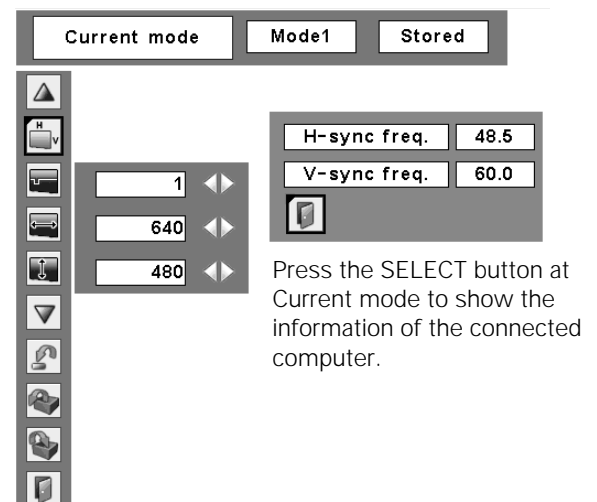 Current mode Mode1 Stored
H
V
H-sync freq. 48.5
V-sync freq. 60.0
1
640
480
Press the SELECT button at
Current mode to show the
information of the connected
computer.